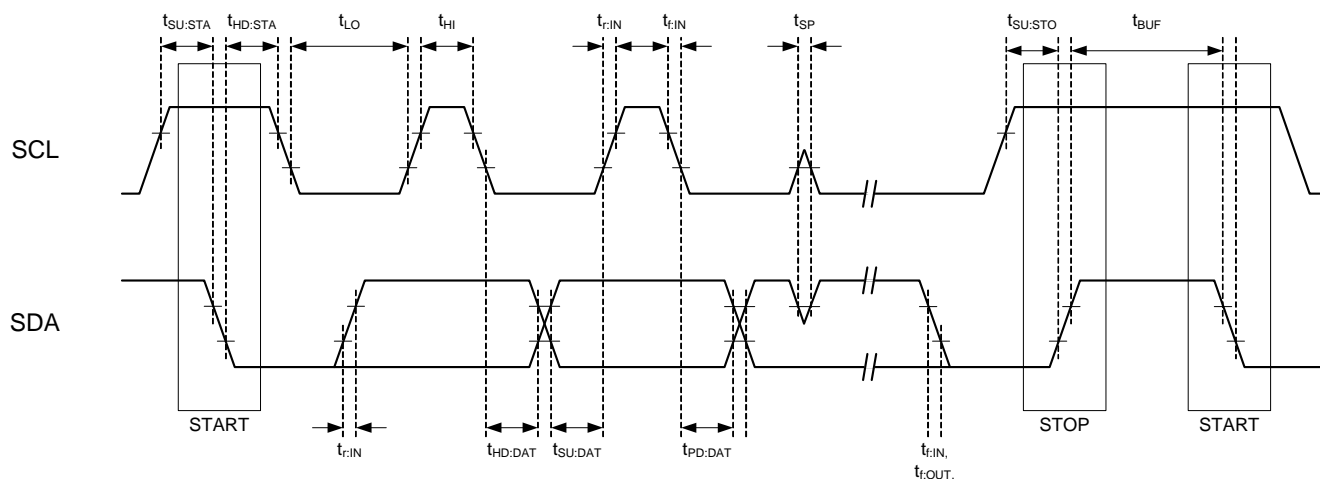 tSU:STA tHD:STA tLO tHI tr:IN tf:IN tSP tSU:STO tBUF
SCL
SDA
START STOP START
tr:IN tHD:DAT tSU:DAT tPD:DAT tf:IN,
tf:OUT,